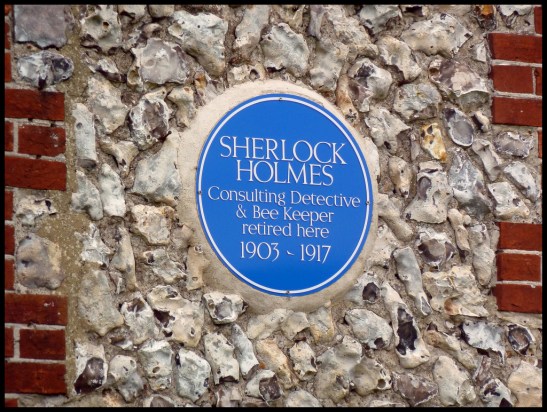 SHERLOCK
HOLMES
Consulting Detective
& Bee Keeper
retired here
1903 - 1917